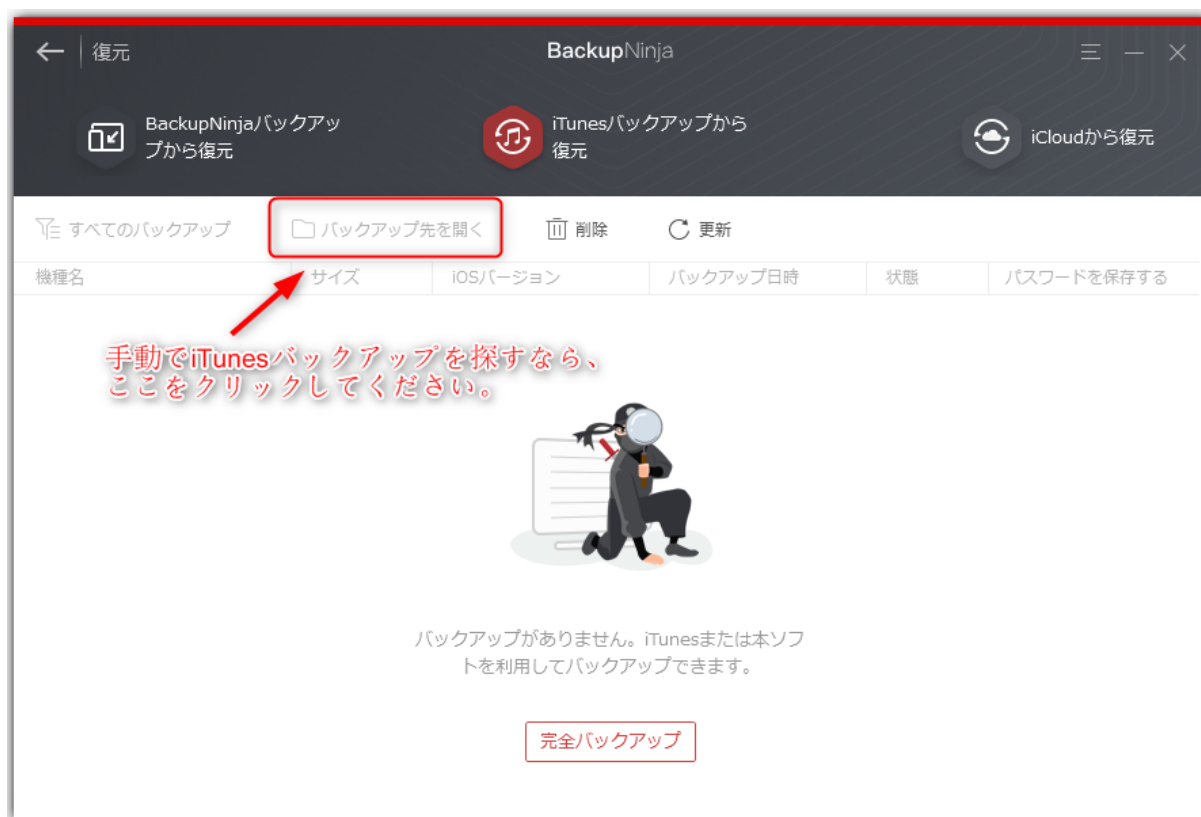 復元
BackupNinja
BackupNinjaバックアッ
プから復元
iTunesバックアップから
復元
iCloudから復元
すべてのバックアップ
バックアップ先を開く
削除
更新
機種名
サイズ
iOSバージョン
バックアップ日時
状態
パスワードを保存する
手動でiTunesバックアップを探すなら、
ここをクリックしてください。
バックアップがありません。iTunesまたは本ソフ
トを利用してバックアップできます。
完全バックアップ